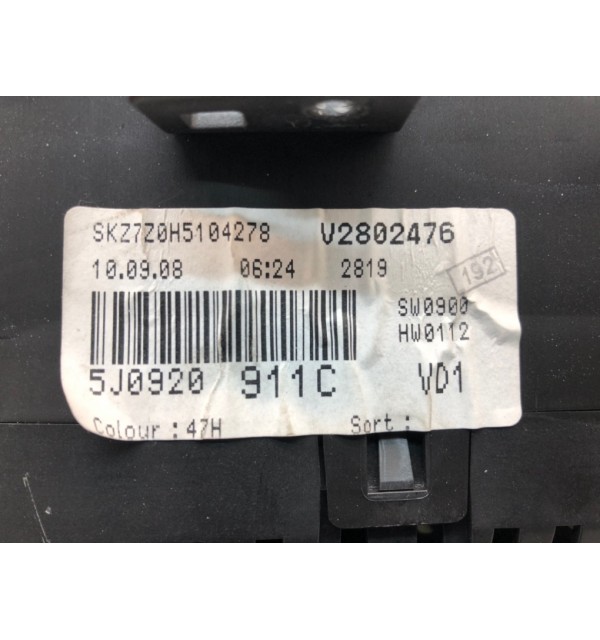 SKZ7Z0H5104278 V2802476
10.09.08 06:24 2819
192
SW0900
HW0112
5J0920 911C VD1
Colour : 47H Sort :